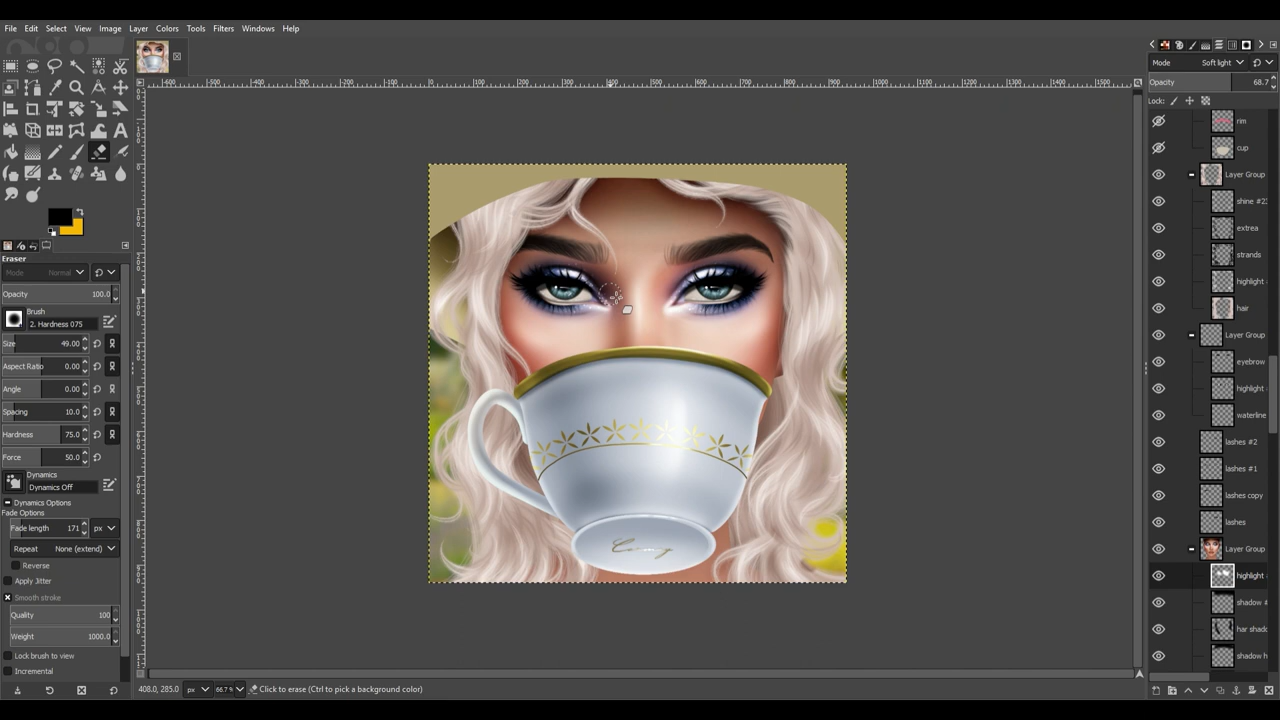 File Edit Select View Image Layer Colors Tools Filters Windows Help
Mode Soft light
Opacity 68.7
Lock:
rim
cup
Layer Group
shine #2
extrea
strands
highlight
hair
Layer Group
eyebrow
highlight
waterline
lashes #2
lashes #1
lashes copy
lashes
Layer Group
highlight
shadow #
har shado
shadow h
Eraser
Mode Normal
Opacity 100.0
Brush
2. Hardness 075
Size 49.00
Aspect Ratio 0.00
Angle 0.00
Spacing 10.0
Hardness 75.0
Force 50.0
Dynamics
Dynamics Off
Dynamics Options
Fade Options
Fade length 171 px
Repeat None (extend)
Reverse
Apply Jitter
Smooth stroke
Quality 100
Weight 1000.0
Lock brush to view
Incremental
408.0, 285.0 px 66.7 % Click to erase (Ctrl to pick a background color)